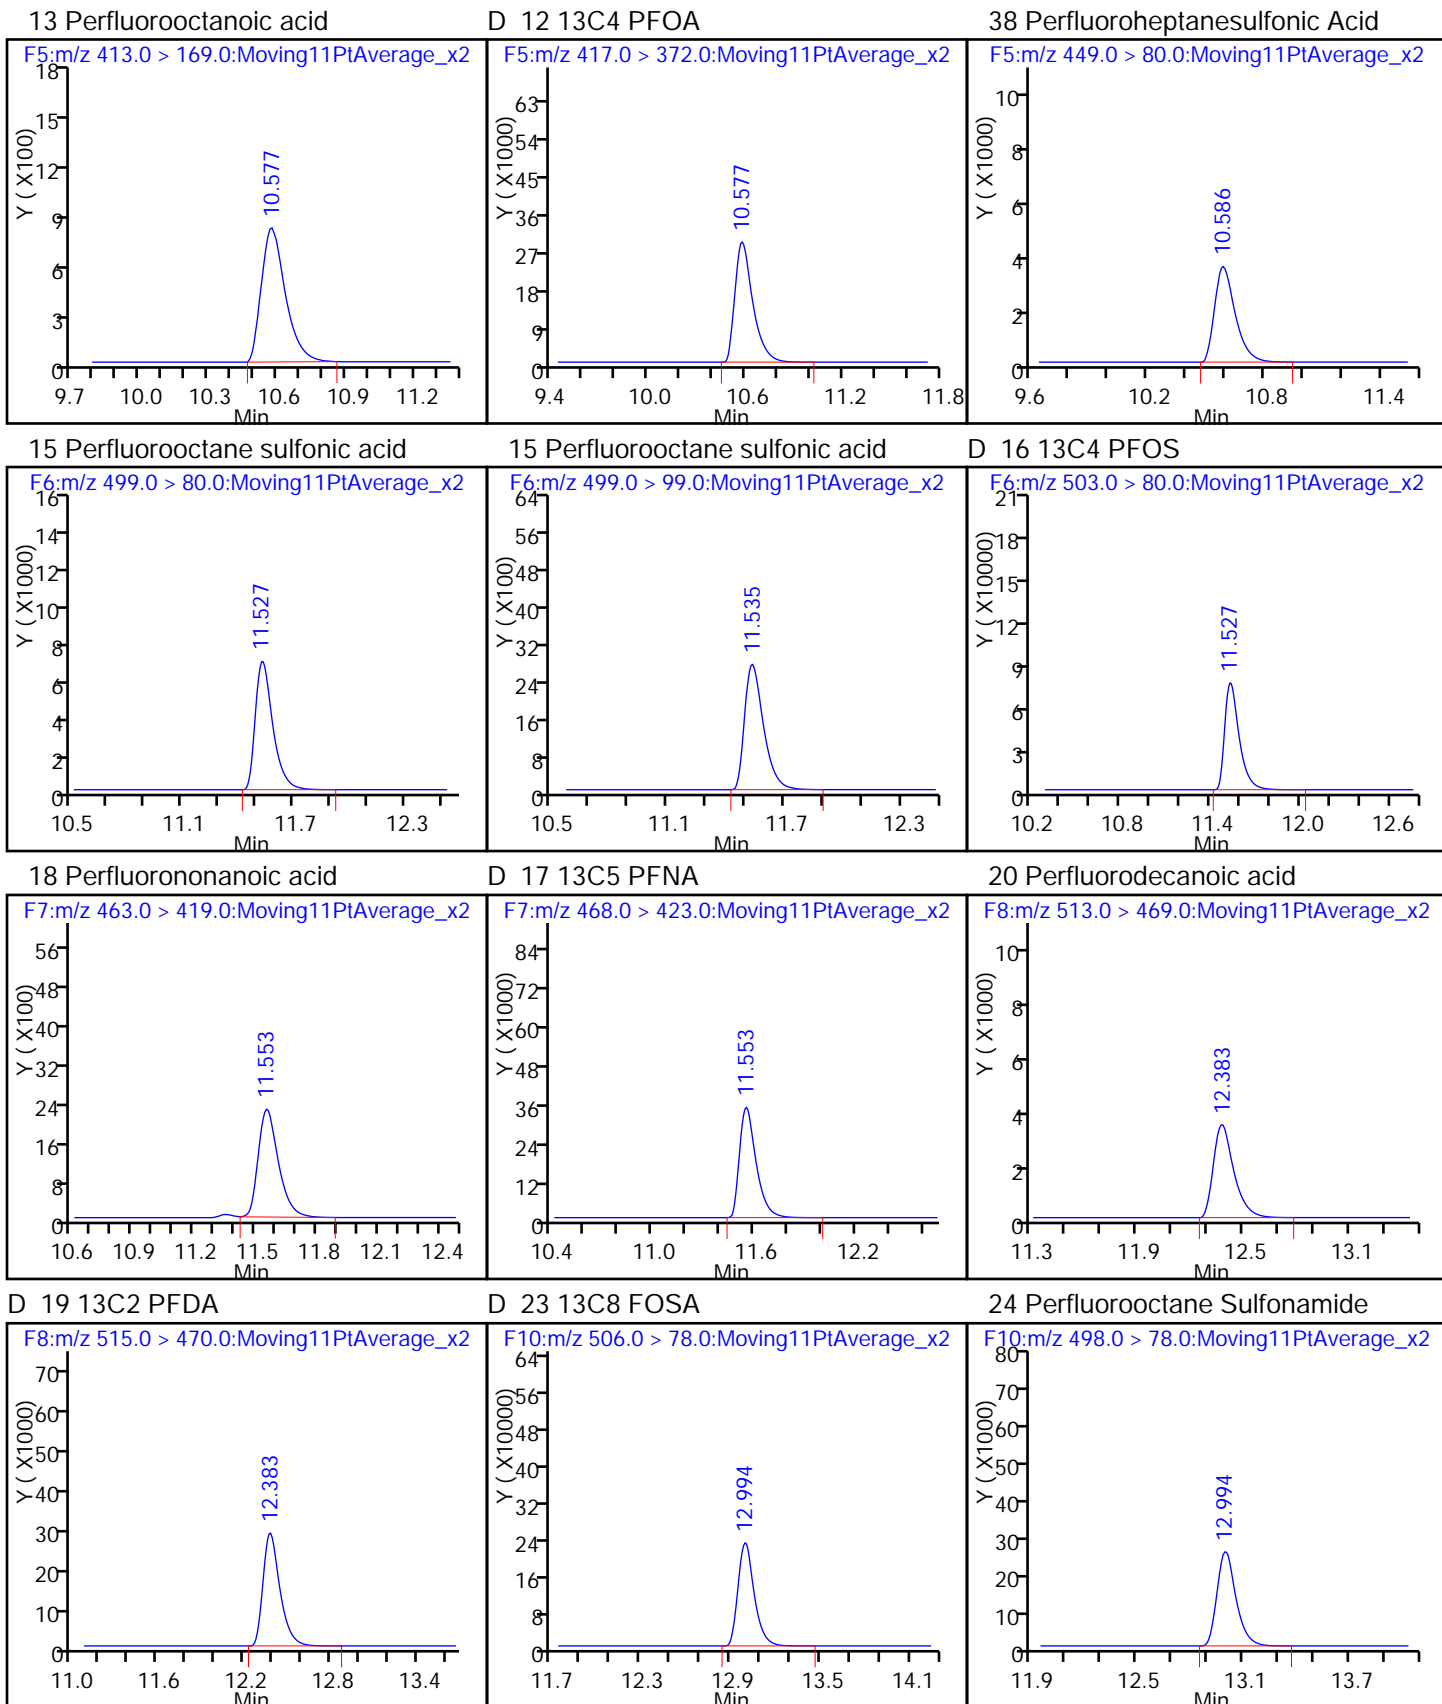 13 Perfluorooctanoic acid
F5:m/z 413.0 > 169.0:Moving11PtAverage_x2
Y ( X100)
18
15
12
9
6
3
0
10.577
9.7 10.0 10.3 10.6 10.9 11.2
Min
D 12 13C4 PFOA
F5:m/z 417.0 > 372.0:Moving11PtAverage_x2
Y ( X1000)
63
54
45
36
27
18
9
0
10.577
9.4 10.0 10.6 11.2 11.8
Min
38 Perfluoroheptanesulfonic Acid
F5:m/z 449.0 > 80.0:Moving11PtAverage_x2
Y ( X1000)
10
8
6
4
2
0
10.586
9.6 10.2 10.8 11.4
Min
15 Perfluorooctane sulfonic acid
F6:m/z 499.0 > 80.0:Moving11PtAverage_x2
Y ( X1000)
16
14
12
10
8
6
4
2
0
11.527
10.5 11.1 11.7 12.3
Min
15 Perfluorooctane sulfonic acid
F6:m/z 499.0 > 99.0:Moving11PtAverage_x2
Y ( X100)
64
56
48
40
32
24
16
8
0
11.535
10.5 11.1 11.7 12.3
Min
D 16 13C4 PFOS
F6:m/z 503.0 > 80.0:Moving11PtAverage_x2
Y ( X10000)
21
18
15
12
9
6
3
0
11.527
10.2 10.8 11.4 12.0 12.6
Min
18 Perfluorononanoic acid
F7:m/z 463.0 > 419.0:Moving11PtAverage_x2
Y ( X100)
56
48
40
32
24
16
8
0
11.553
10.6 10.9 11.2 11.5 11.8 12.1 12.4
Min
D 17 13C5 PFNA
F7:m/z 468.0 > 423.0:Moving11PtAverage_x2
Y ( X1000)
84
72
60
48
36
24
12
0
11.553
10.4 11.0 11.6 12.2
Min
20 Perfluorodecanoic acid
F8:m/z 513.0 > 469.0:Moving11PtAverage_x2
Y ( X1000)
10
8
6
4
2
0
12.383
11.3 11.9 12.5 13.1
Min
D 19 13C2 PFDA
F8:m/z 515.0 > 470.0:Moving11PtAverage_x2
Y ( X1000)
70
60
50
40
30
20
10
0
12.383
11.0 11.6 12.2 12.8 13.4
Min
D 23 13C8 FOSA
F10:m/z 506.0 > 78.0:Moving11PtAverage_x2
Y ( X10000)
64
56
48
40
32
24
16
8
0
12.994
11.7 12.3 12.9 13.5 14.1
Min
24 Perfluorooctane Sulfonamide
F10:m/z 498.0 > 78.0:Moving11PtAverage_x2
Y ( X1000)
80
70
60
50
40
30
20
10
0
12.994
11.9 12.5 13.1 13.7
Min